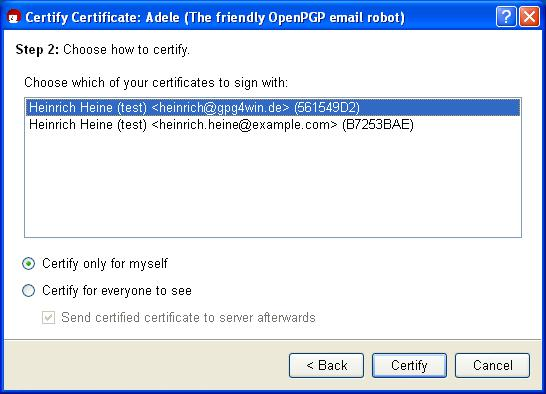 Certify Certificate: Adele (The friendly OpenPGP email robot)
Step 2: Choose how to certify.
Choose which of your certificates to sign with:
Heinrich Heine (test) <heinrich@gpg4win.de> (561549D2)
Heinrich Heine (test) <heinrich.heine@example.com> (B7253BAE)
Certify only for myself
Certify for everyone to see
Send certified certificate to server afterwards
< Back
Certify
Cancel